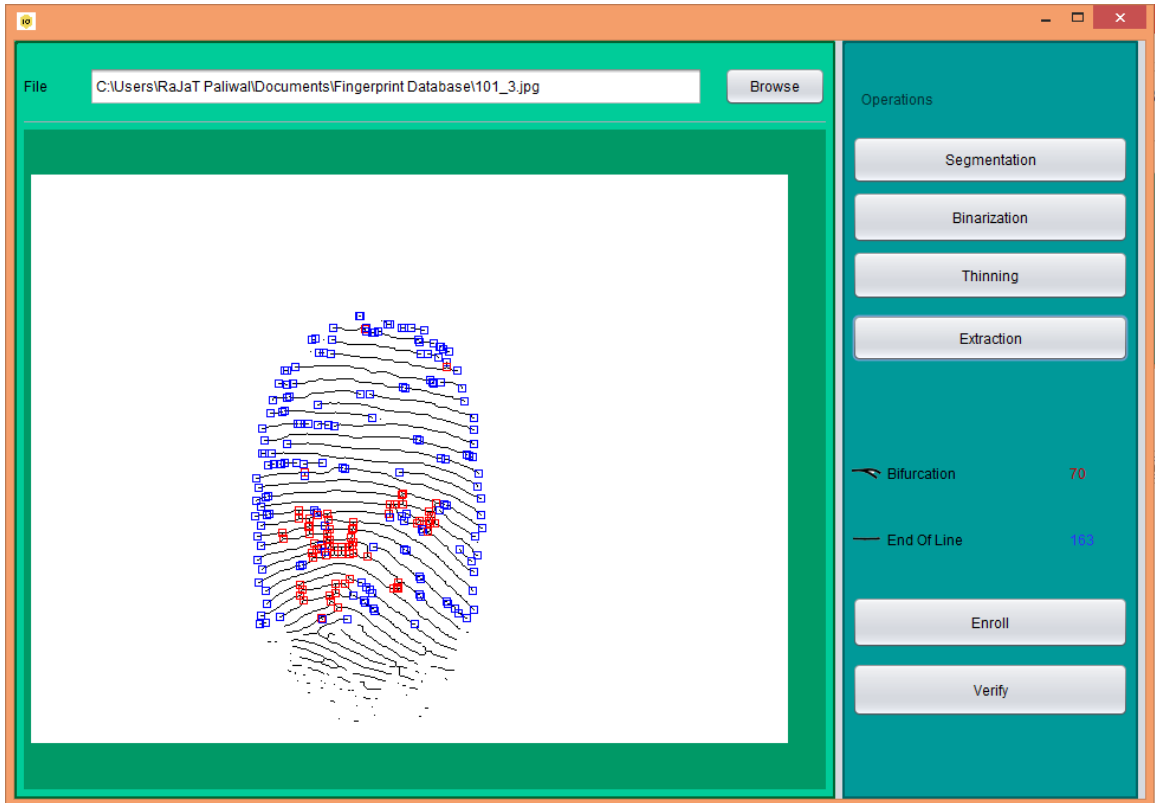 File
C:\Users\RaJaT Paliwal\Documents\Fingerprint Database\101_3.jpg
Browse
Operations
Segmentation
Binarization
Thinning
Extraction
Bifurcation 70
End Of Line 163
Enroll
Verify